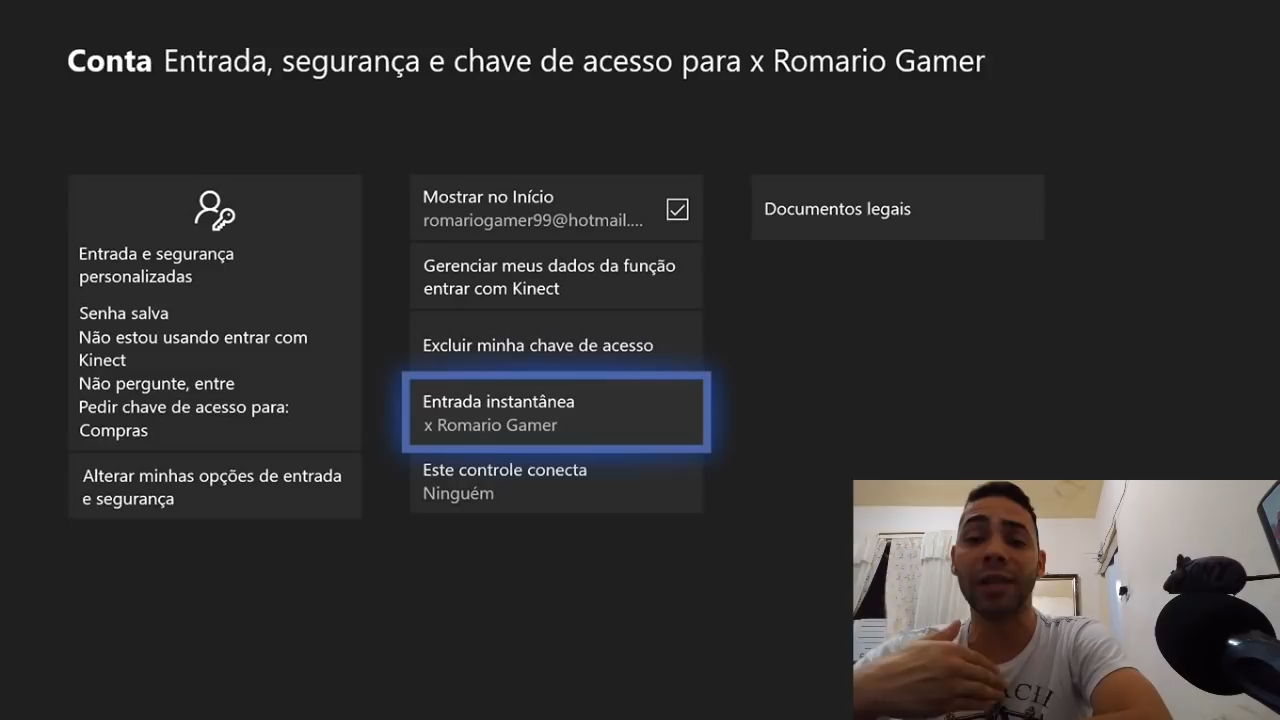 Conta Entrada, segurança e chave de acesso para x Romario Gamer
Entrada e segurança
personalizadas
Senha salva
Não estou usando entrar com
Kinect
Não pergunte, entre
Pedir chave de acesso para:
Compras
Alterar minhas opções de entrada
e segurança
Mostrar no Início
romariogamer99@hotmail....
Gerenciar meus dados da função
entrar com Kinect
Excluir minha chave de acesso
Entrada instantânea
x Romario Gamer
Este controle conecta
Ninguém
Documentos legais